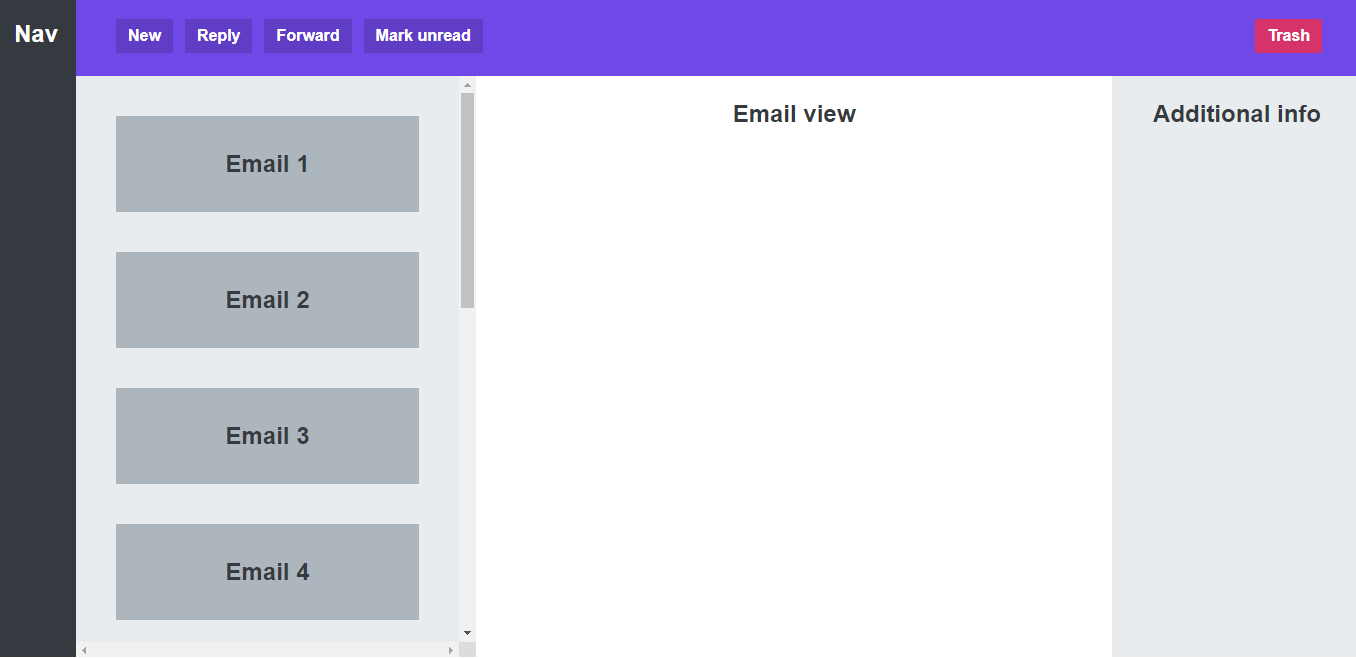 Nav
New
Reply
Forward
Mark unread
Trash
Email 1
Email 2
Email 3
Email 4
Email view
Additional info